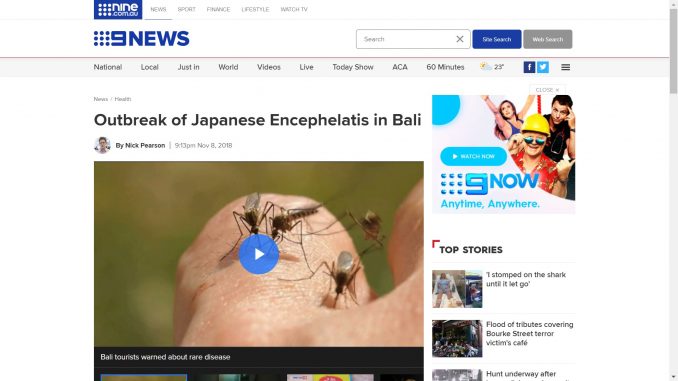 nine
.com.au
NEWS SPORT FINANCE LIFESTYLE WATCH TV
9NEWS
Search
Site Search
Web Search
National Local Just in World Videos Live Today Show ACA 60 Minutes 23°
News / Health
CLOSE ×
Outbreak of Japanese Encephelatis in Bali
By Nick Pearson | 9:13pm Nov 8, 2018
WATCH NOW
9NOW
Anytime, Anywhere.
Bali tourists warned about rare disease
TOP STORIES
'I stomped on the shark
until it let go'
Flood of tributes covering
Bourke Street terror
victim's café
Hunt underway after